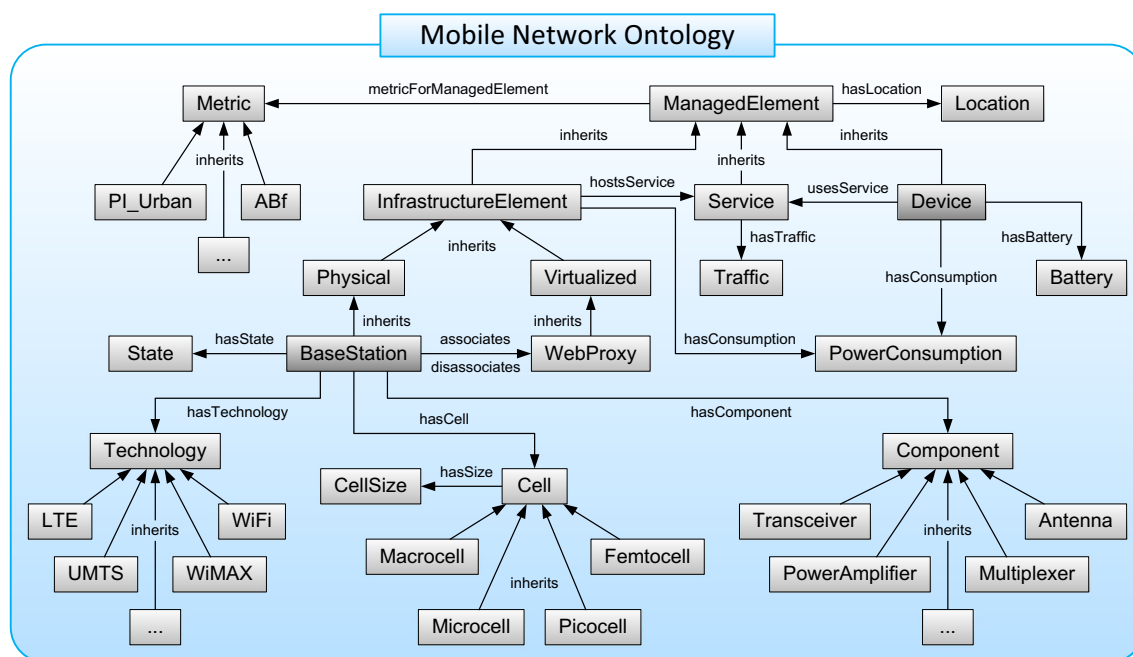 Mobile Network Ontology
metricForManagedElement
hasLocation
Metric
ManagedElement
Location
inherits
inherits
inherits
inherits
PI_Urban
ABf
InfrastructureElement
hostsService
Service
usesService
Device
hasTraffic
hasBattery
...
inherits
Physical
Virtualized
Traffic
hasConsumption
Battery
inherits
inherits
hasState
associates
hasConsumption
State
BaseStation
WebProxy
PowerConsumption
disassociates
hasTechnology
hasCell
hasComponent
Technology
Component
hasSize
CellSize
Cell
LTE
WiFi
Transceiver
Antenna
inherits
inherits
Macrocell
Femtocell
UMTS
WiMAX
PowerAmplifier
Multiplexer
inherits
...
Microcell
Picocell
...